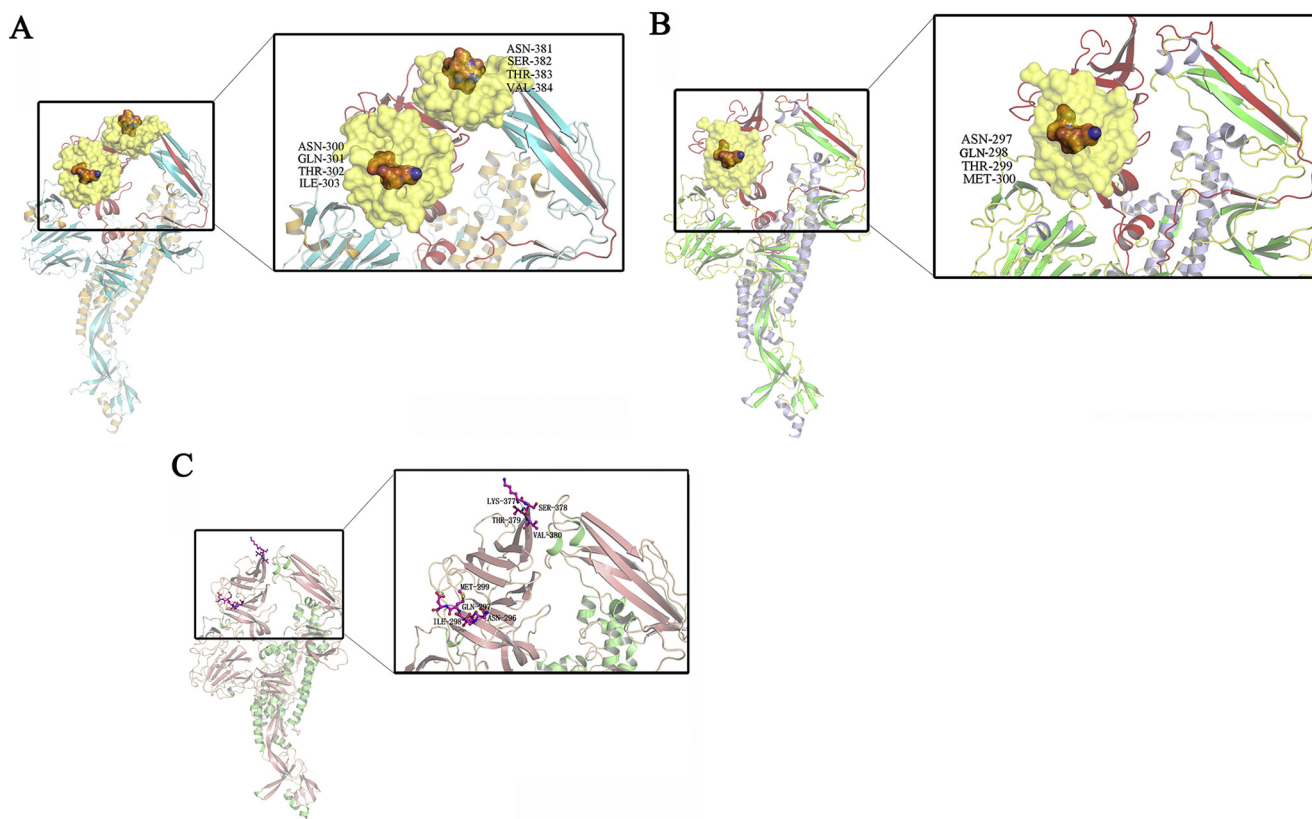 A
ASN-381
SER-382
THR-383
VAL-384
ASN-300
GLN-301
THR-302
ILE-303
B
ASN-297
GLN-298
THR-299
MET-300
C
LYS-377
SER-378
THR-379
VAL-380
MET-299
GLN-297
ILE-298
ASN-296